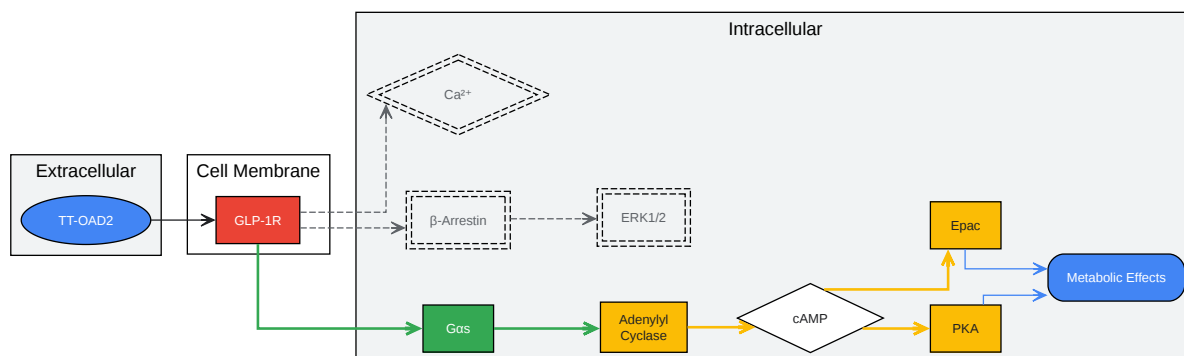 Intracellular
Ca²⁺
Extracellular
Cell Membrane
TT-OAD2
GLP-1R
β-Arrestin
ERK1/2
Epac
Metabolic Effects
Gαs
Adenylyl
Cyclase
cAMP
PKA